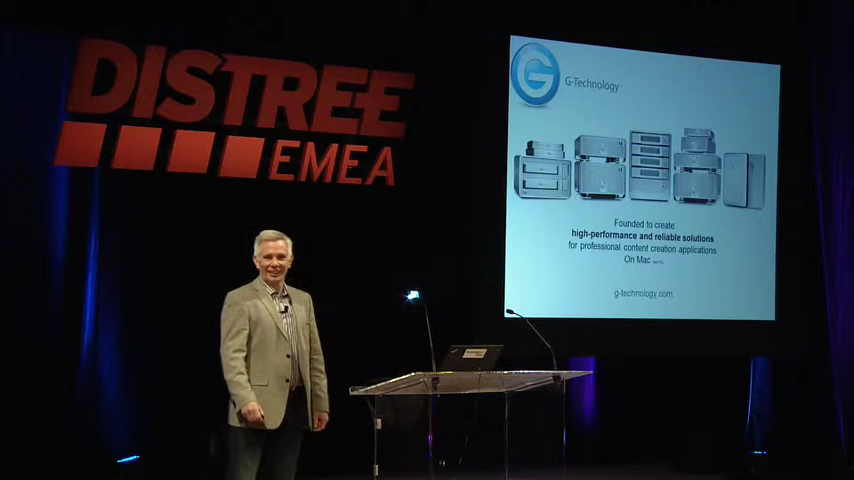 DISTREE
EMEA
G
G-Technology
Founded to create
high-performance and reliable solutions
for professional content creation applications
On Mac
g-technology.com